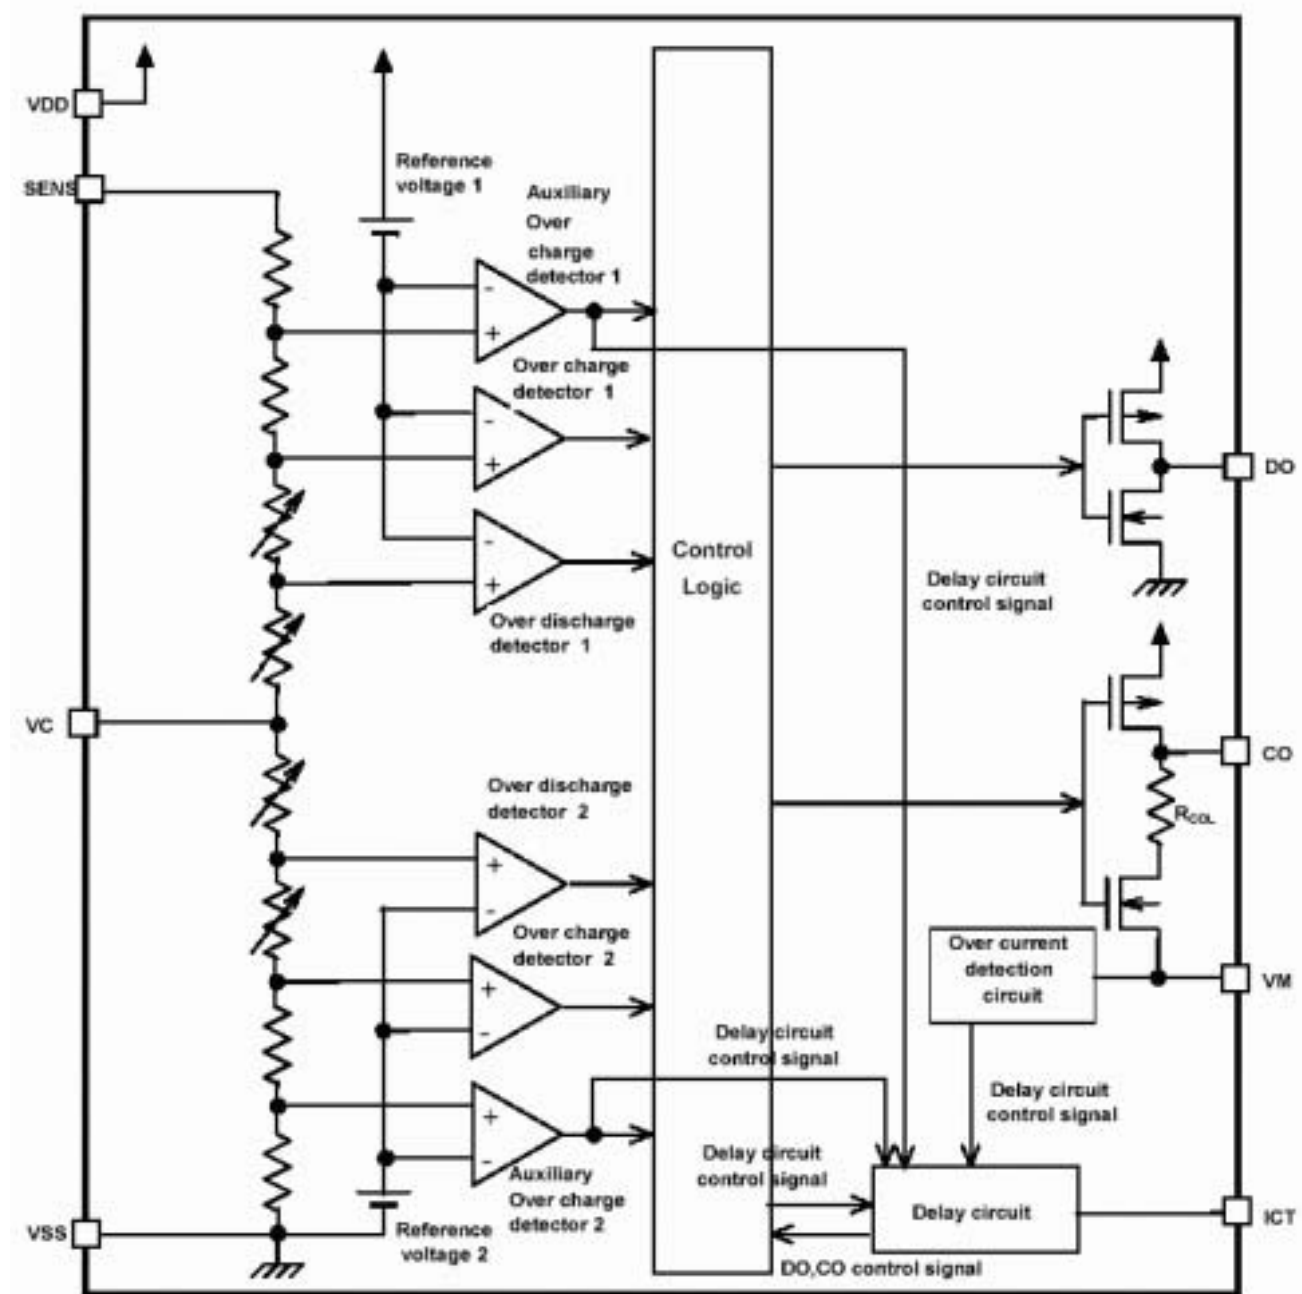 VDD
SENS
Reference
voltage 1
Auxiliary
Over
charge
detector 1
-
+
Over charge
detector 1
-
+
-
+
Over discharge
detector 1
Control
Logic
DO
Delay circuit
control signal
VC
CO
RCOL
Over discharge
detector 2
+
-
Over charge
detector 2
+
-
Over current
detection
circuit
VM
Delay circuit
control signal
Delay circuit
control signal
+
-
Auxiliary
Over charge
detector 2
Delay circuit
control signal
Delay circuit
ICT
VSS
Reference
voltage 2
DO,CO control signal